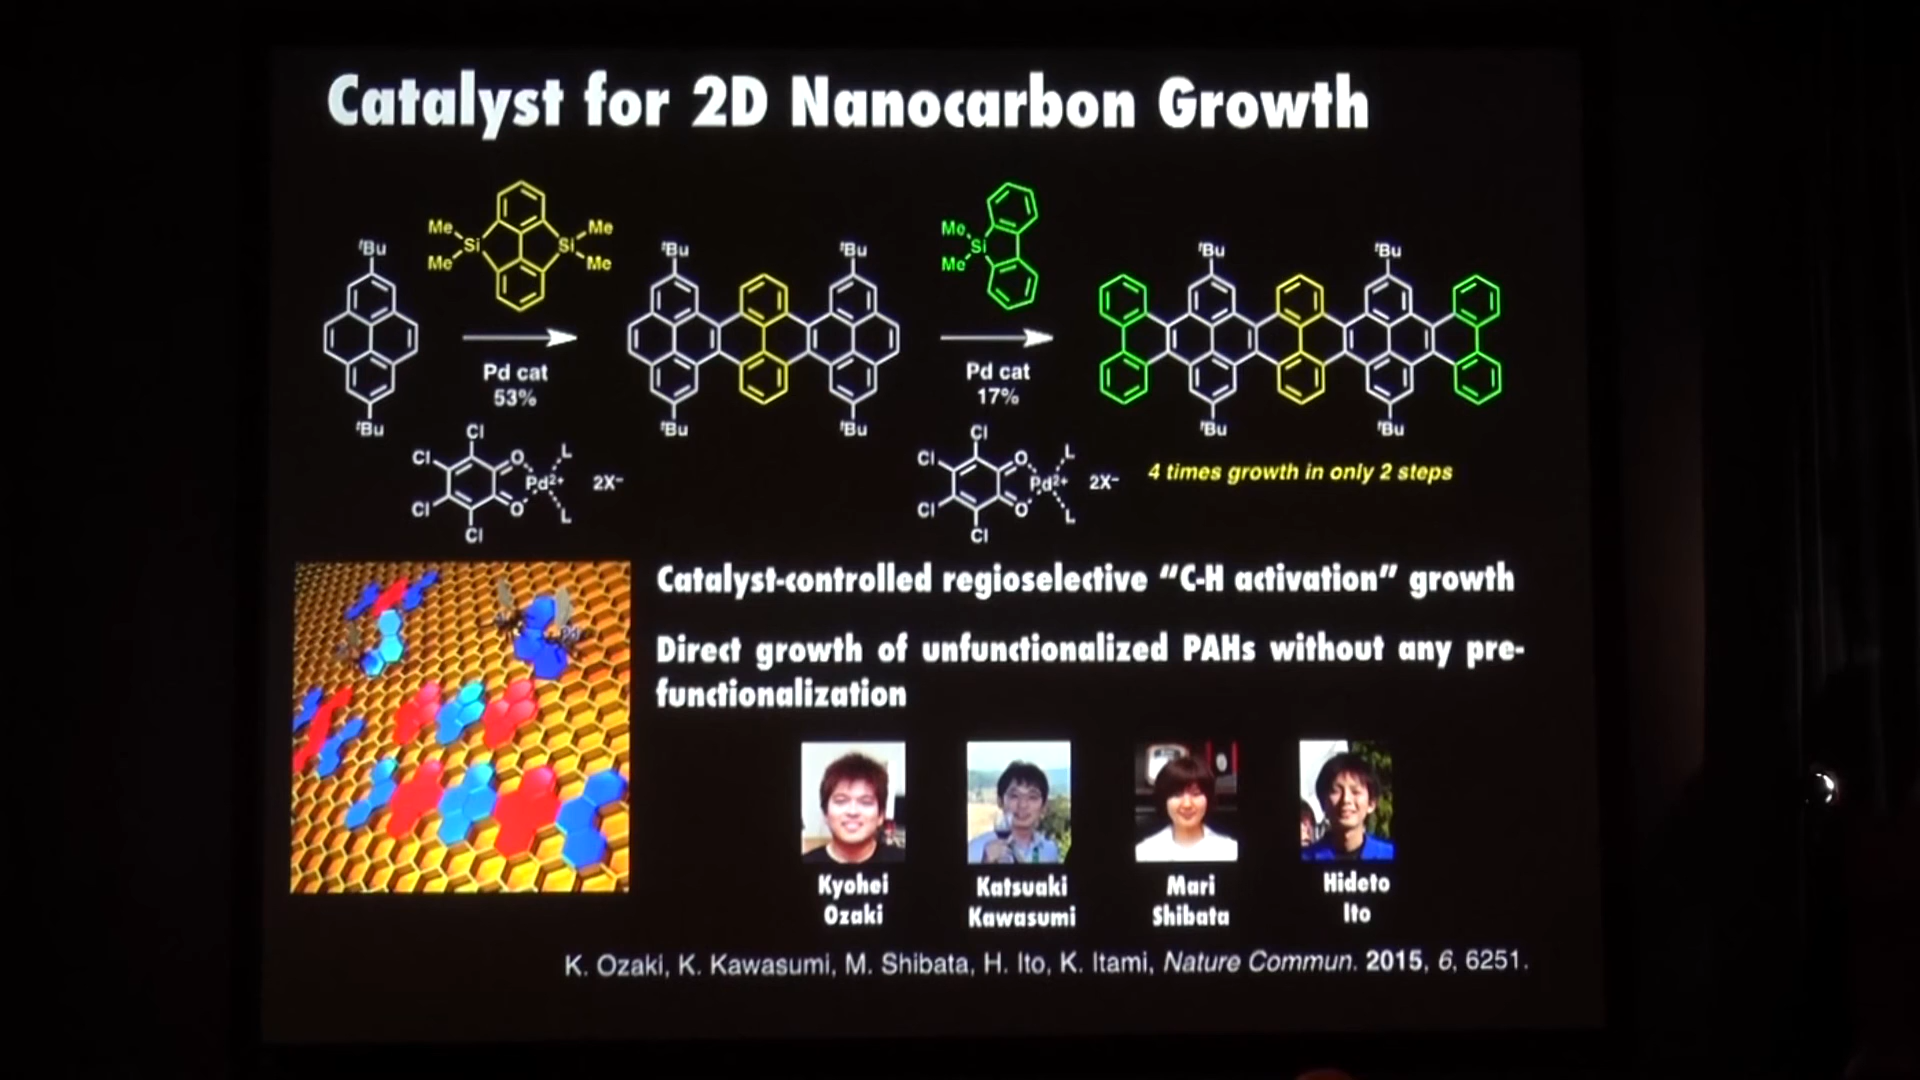 Catalyst for 2D Nanocarbon Growth
Me Me
Si Si
Me Me
Me
Si
Me
tBu tBu tBu tBu tBu
Pd cat
53%
Pd cat
17%
tBu tBu tBu tBu tBu
Cl
Cl O L
Pd2+ 2X−
Cl O L
Cl
Cl
Cl O L
Pd2+ 2X−
Cl O L
Cl
4 times growth in only 2 steps
Catalyst-controlled regioselective “C-H activation” growth
Direct growth of unfunctionalized PAHs without any pre-
functionalization
Kyohei
Ozaki
Katsuaki
Kawasumi
Mari
Shibata
Hideto
Ito
K. Ozaki, K. Kawasumi, M. Shibata, H. Ito, K. Itami, Nature Commun. 2015, 6, 6251.